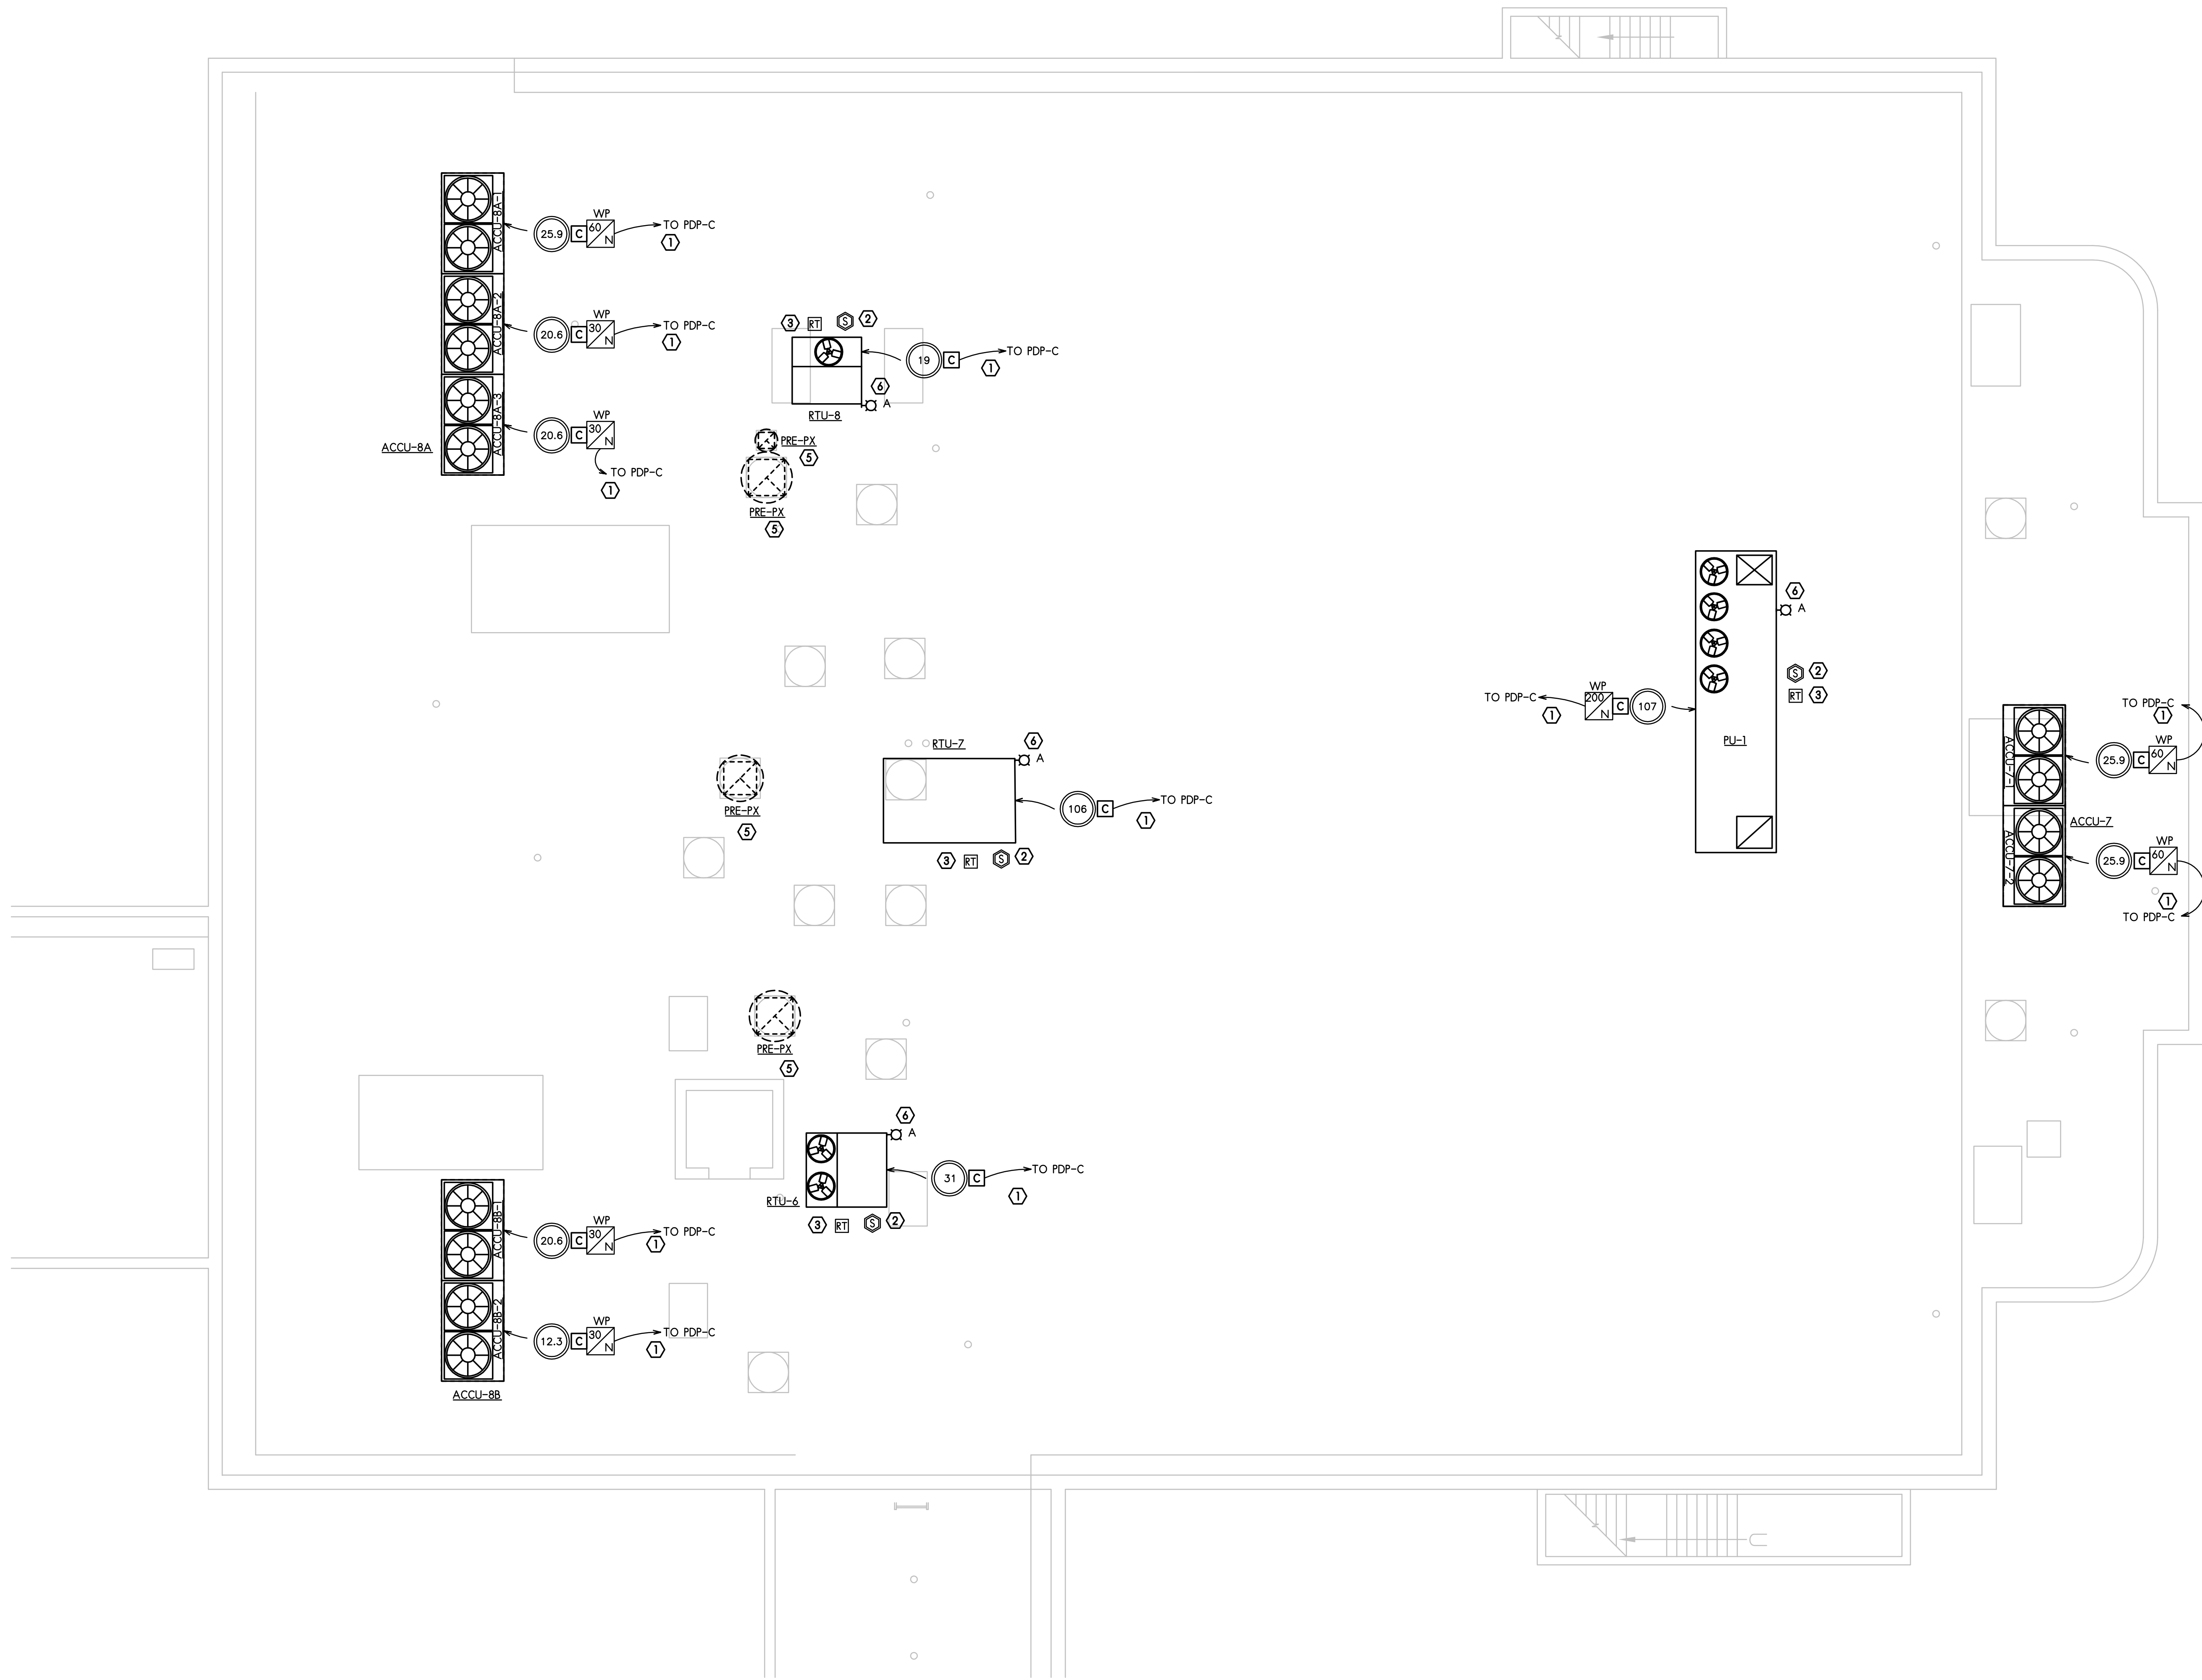 ACCU-8A-1
25.9
C
WP
60
N
TO PDP-C
1
ACCU-8A-2
20.6
C
WP
30
N
TO PDP-C
1
ACCU-8A-3
20.6
C
WP
30
N
TO PDP-C
1
ACCU-8A
3
RT
S
2
19
C
TO PDP-C
1
6
A
RTU-8
PRE-PX
5
PRE-PX
5
6
A
S
2
RT
3
TO PDP-C
1
WP
200
N
C
107
PU-1
TO PDP-C
1
ACCU-7-1
25.9
C
WP
60
N
ACCU-7
ACCU-7-2
25.9
C
WP
60
N
1
TO PDP-C
RTU-7
6
A
106
C
TO PDP-C
1
3
RT
S
2
PRE-PX
5
PRE-PX
5
6
A
31
C
TO PDP-C
1
RTU-6
3
RT
S
2
ACCU-8B-1
20.6
C
WP
30
N
TO PDP-C
1
ACCU-8B-2
12.3
C
WP
30
N
TO PDP-C
1
ACCU-8B